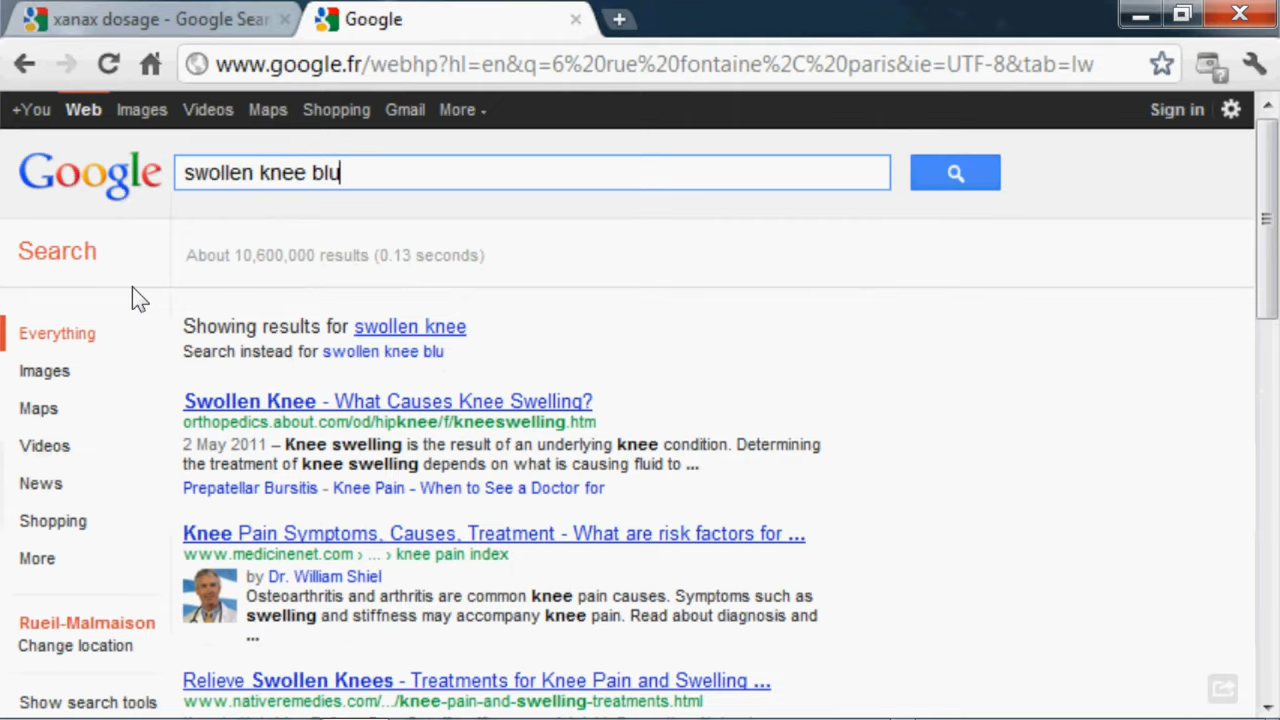 xanax dosage - Google Sear
Google
www.google.fr/webhp?hl=en&q=6%20rue%20fontaine%2C%20paris&ie=UTF-8&tab=lw
+You Web Images Videos Maps Shopping Gmail More Sign in
Google swollen knee blu
Search About 10,600,000 results (0.13 seconds)
Everything
Images
Maps
Videos
News
Shopping
More
Rueil-Malmaison
Change location
Show search tools
Showing results for swollen knee
Search instead for swollen knee blu
Swollen Knee - What Causes Knee Swelling?
orthopedics.about.com/od/hipknee/f/kneeswelling.htm
2 May 2011 – Knee swelling is the result of an underlying knee condition. Determining
the treatment of knee swelling depends on what is causing fluid to ...
Prepatellar Bursitis - Knee Pain - When to See a Doctor for
Knee Pain Symptoms, Causes, Treatment - What are risk factors for ...
www.medicinenet.com › ... › knee pain index
by Dr. William Shiel
Osteoarthritis and arthritis are common knee pain causes. Symptoms such as
swelling and stiffness may accompany knee pain. Read about diagnosis and
...
Relieve Swollen Knees - Treatments for Knee Pain and Swelling ...
www.nativeremedies.com/.../knee-pain-and-swelling-treatments.html